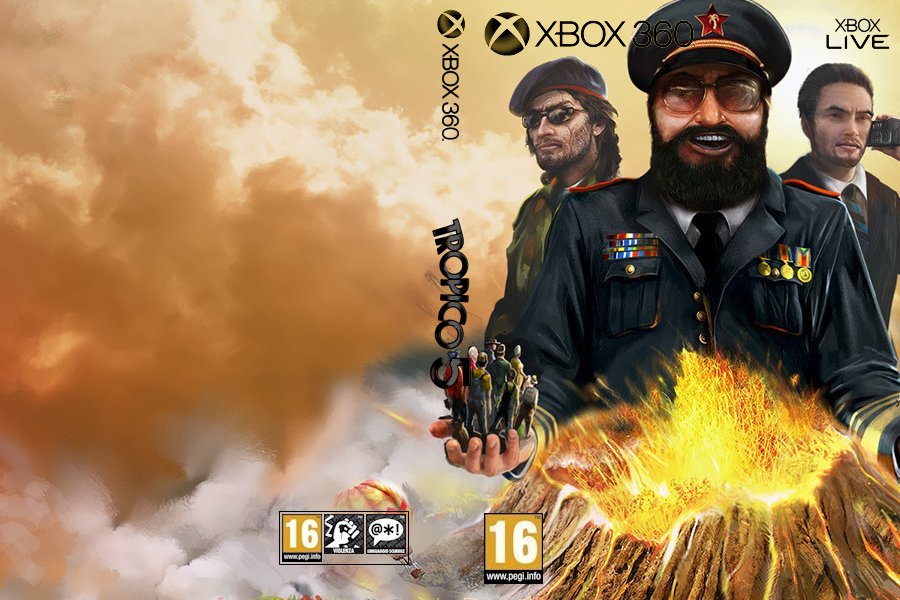 XBOX 360
XBOX 360
XBOX
LIVE
TROPICO 5
16
www.pegi.info
VIOLENZA
@*!
LINGUAGGIO SCURRILE
16
www.pegi.info